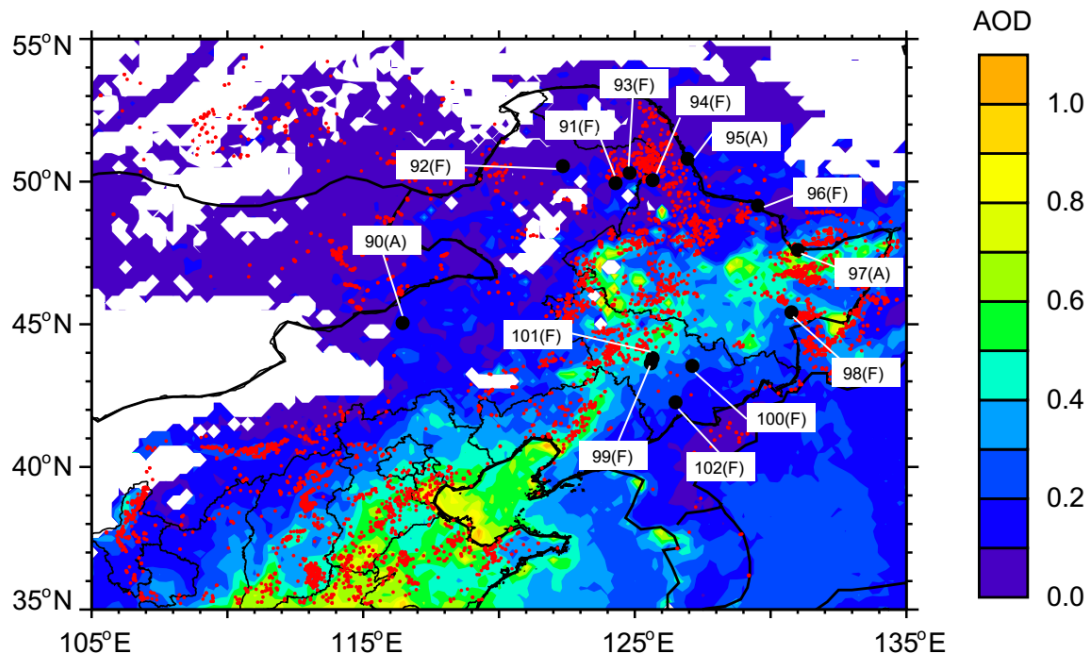 AOD
55°N
93(F)
94(F)
1.0
91(F)
95(A)
92(F)
50°N
96(F)
0.8
90(A)
97(A)
0.6
45°N
101(F)
98(F)
0.4
100(F)
99(F)
102(F)
40°N
0.2
35°N
0.0
105°E
115°E
125°E
135°E